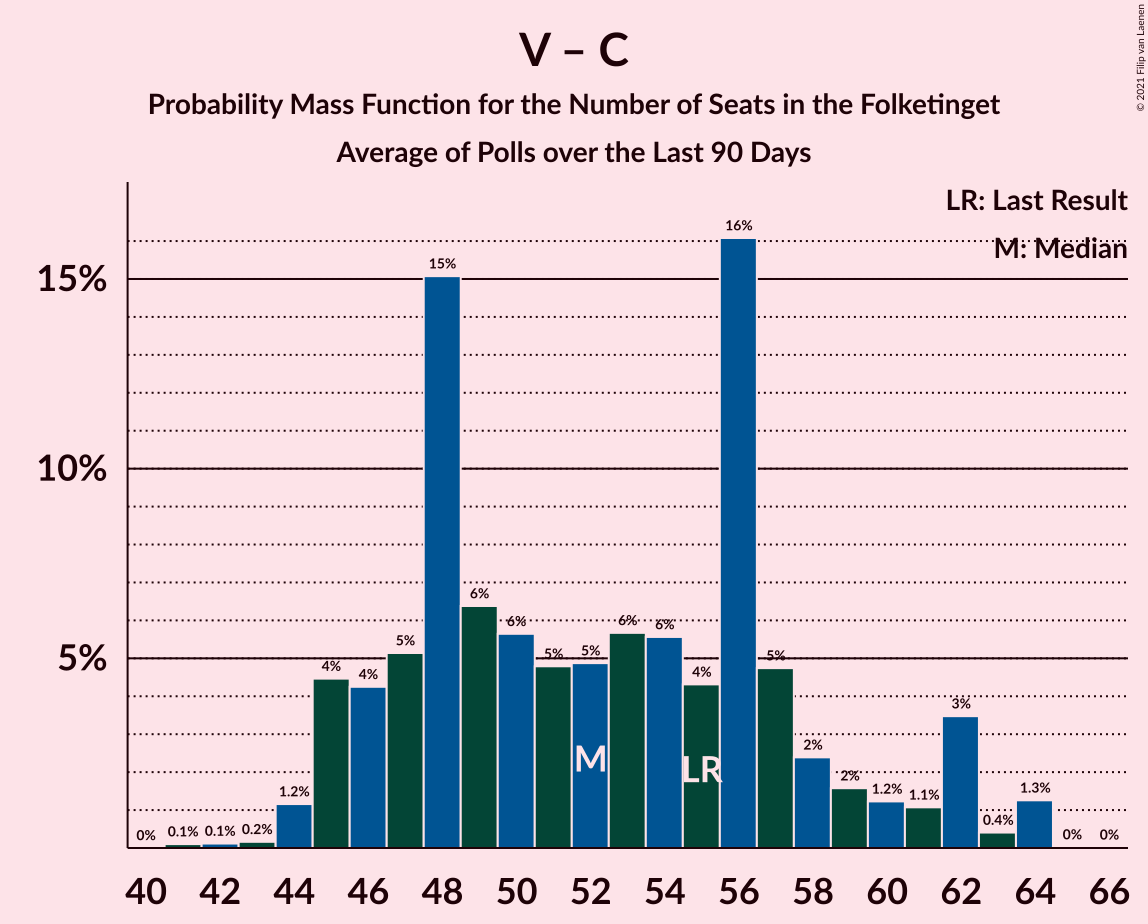 V – C
Probability Mass Function for the Number of Seats in the Folketinget
Average of Polls over the Last 90 Days
© 2021 Filip van Laenen
LR: Last Result
M: Median
15%
10%
5%
0% 0.1% 0.1% 0.2% 1.2% 4% 4% 5% 15% 6% 6% 5% 5% 6% 6% 4% 16% 5% 2% 2% 1.2% 1.1% 3% 0.4% 1.3% 0% 0%
M LR
40 42 44 46 48 50 52 54 56 58 60 62 64 66